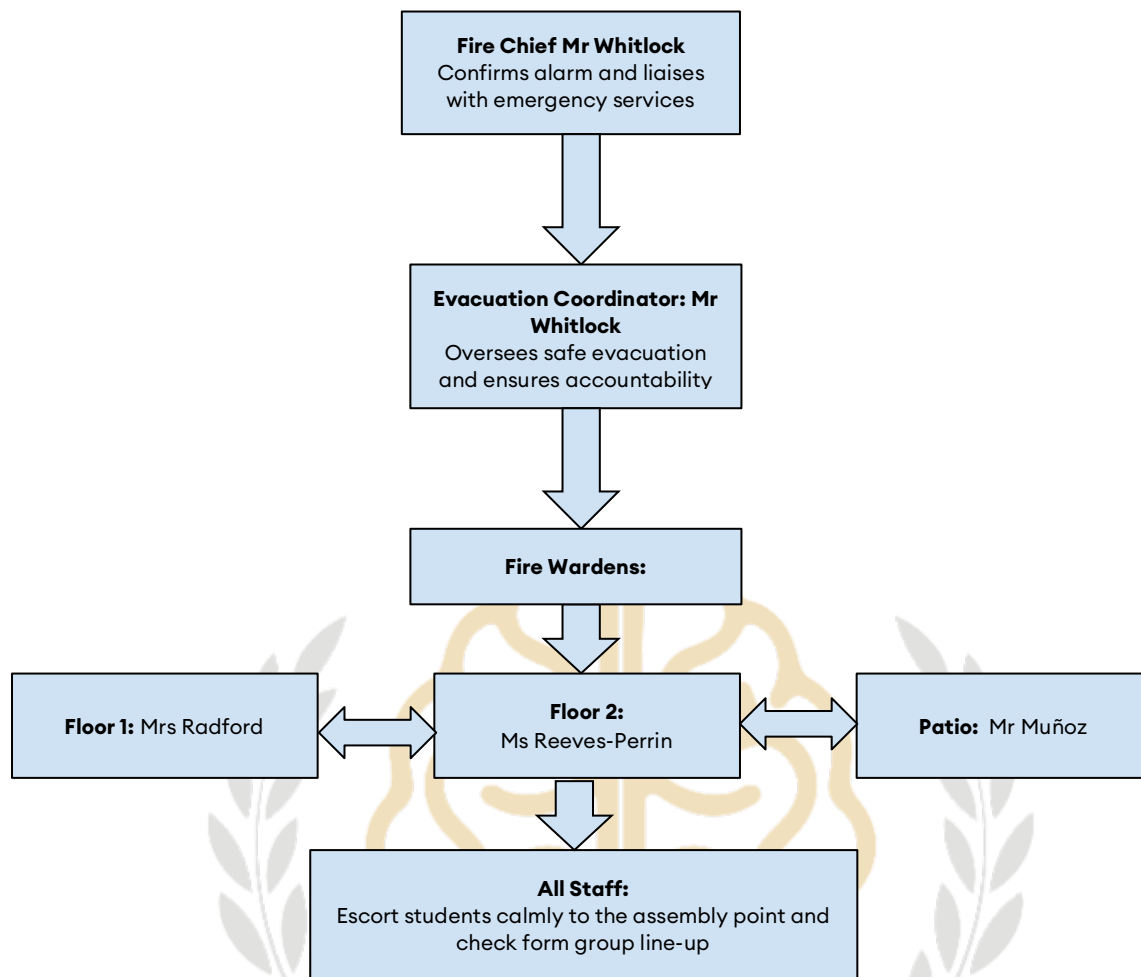 Fire Chief Mr Whitlock
Confirms alarm and liaises
with emergency services
Evacuation Coordinator: Mr
Whitlock
Oversees safe evacuation
and ensures accountability
Fire Wardens:
Floor 1: Mrs Radford
Floor 2:
Ms Reeves-Perrin
Patio: Mr Muñoz
All Staff:
Escort students calmly to the assembly point and
check form group line-up